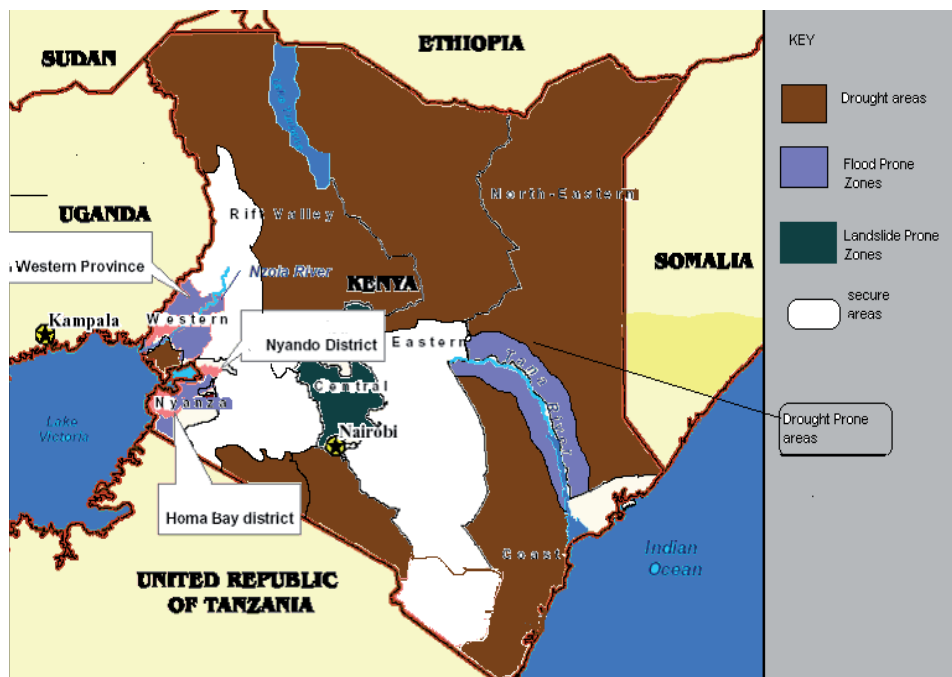 SUDAN
ETHIOPIA
UGANDA
Western Province
Rift Valley
North-Eastern
Nzoia River
KENYA
SOMALIA
Kampala
Western
Nyando District
Eastern
Tana River
Central
Nyanza
Nairobi
Lake
Victoria
Homa Bay district
Coast
Indian
Ocean
UNITED REPUBLIC
OF TANZANIA
KEY
Drought areas
Flood Prone
Zones
Landslide Prone
Zones
secure
areas
Drought Prone
areas